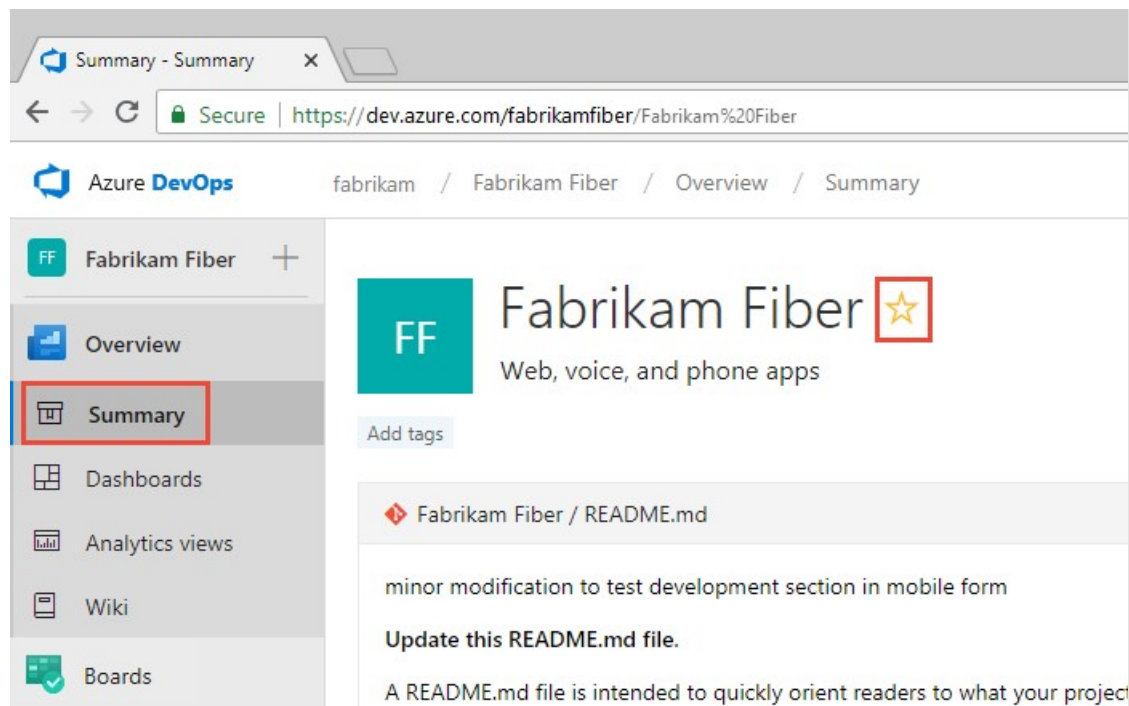 Summary - Summary
Secure | https://dev.azure.com/fabrikamfiber/Fabrikam%20Fiber
Azure DevOps
fabrikam / Fabrikam Fiber / Overview / Summary
FF Fabrikam Fiber
Overview
Summary
Dashboards
Analytics views
Wiki
Boards
FF
Fabrikam Fiber
Web, voice, and phone apps
Add tags
Fabrikam Fiber / README.md
minor modification to test development section in mobile form
Update this README.md file.
A README.md file is intended to quickly orient readers to what your project